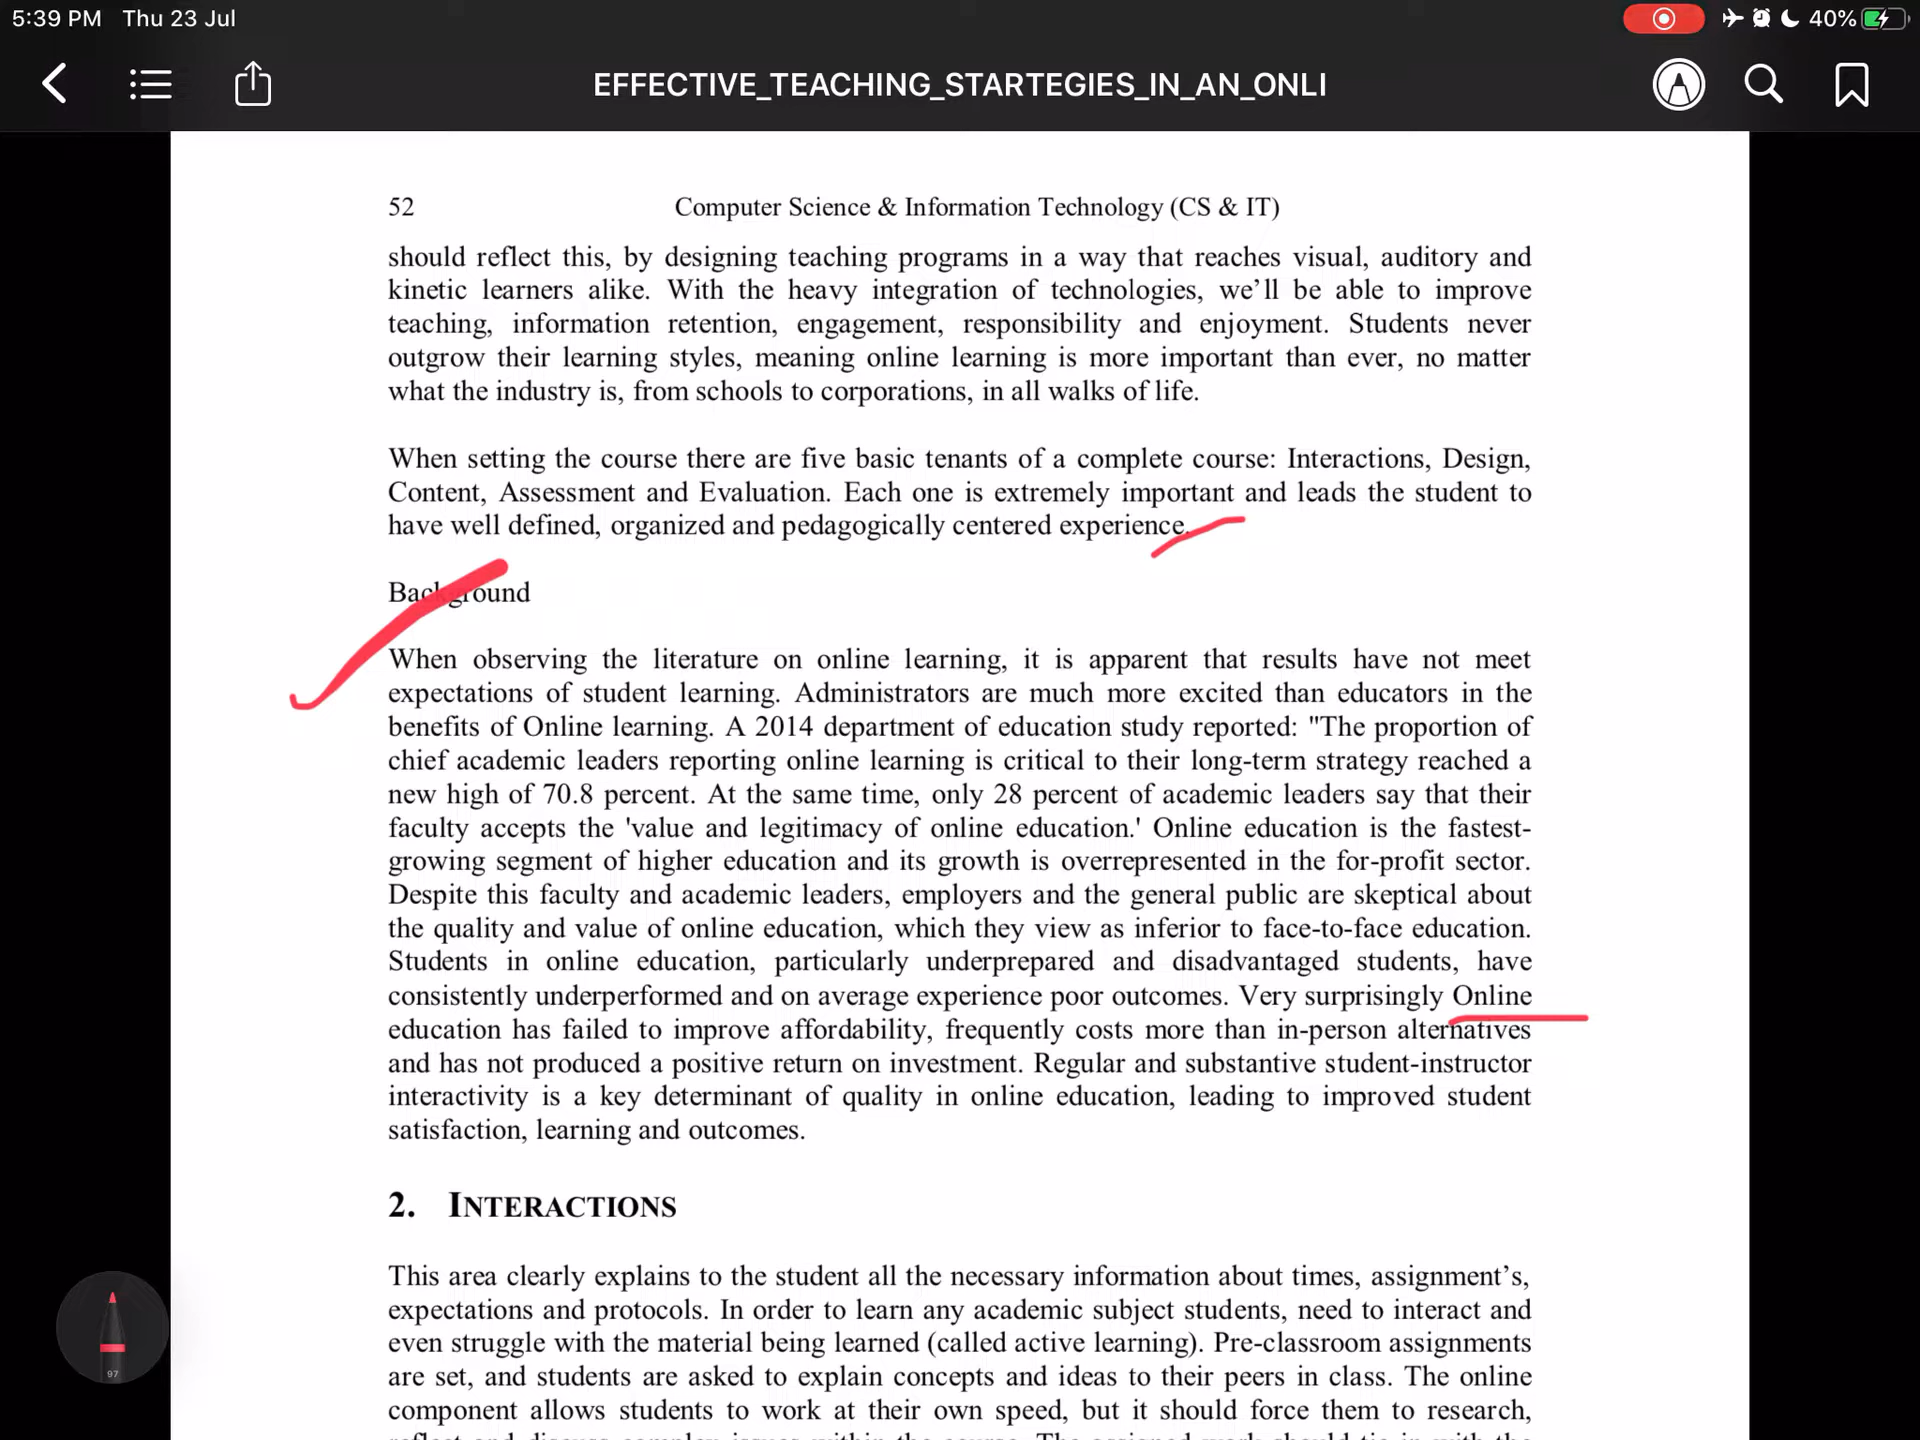 5:39 PM Thu 23 Jul
40%
EFFECTIVE_TEACHING_STARTEGIES_IN_AN_ONLI
52 Computer Science & Information Technology (CS & IT)
should reflect this, by designing teaching programs in a way that reaches visual, auditory and
kinetic learners alike. With the heavy integration of technologies, we’ll be able to improve
teaching, information retention, engagement, responsibility and enjoyment. Students never
outgrow their learning styles, meaning online learning is more important than ever, no matter
what the industry is, from schools to corporations, in all walks of life.
When setting the course there are five basic tenants of a complete course: Interactions, Design,
Content, Assessment and Evaluation. Each one is extremely important and leads the student to
have well defined, organized and pedagogically centered experience.
Background
When observing the literature on online learning, it is apparent that results have not meet
expectations of student learning. Administrators are much more excited than educators in the
benefits of Online learning. A 2014 department of education study reported: "The proportion of
chief academic leaders reporting online learning is critical to their long-term strategy reached a
new high of 70.8 percent. At the same time, only 28 percent of academic leaders say that their
faculty accepts the 'value and legitimacy of online education.' Online education is the fastest-
growing segment of higher education and its growth is overrepresented in the for-profit sector.
Despite this faculty and academic leaders, employers and the general public are skeptical about
the quality and value of online education, which they view as inferior to face-to-face education.
Students in online education, particularly underprepared and disadvantaged students, have
consistently underperformed and on average experience poor outcomes. Very surprisingly Online
education has failed to improve affordability, frequently costs more than in-person alternatives
and has not produced a positive return on investment. Regular and substantive student-instructor
interactivity is a key determinant of quality in online education, leading to improved student
satisfaction, learning and outcomes.
2. INTERACTIONS
This area clearly explains to the student all the necessary information about times, assignment’s,
expectations and protocols. In order to learn any academic subject students, need to interact and
even struggle with the material being learned (called active learning). Pre-classroom assignments
are set, and students are asked to explain concepts and ideas to their peers in class. The online
component allows students to work at their own speed, but it should force them to research,
reflect and discuss complex issues within the course. The assigned work should tie in with the
97